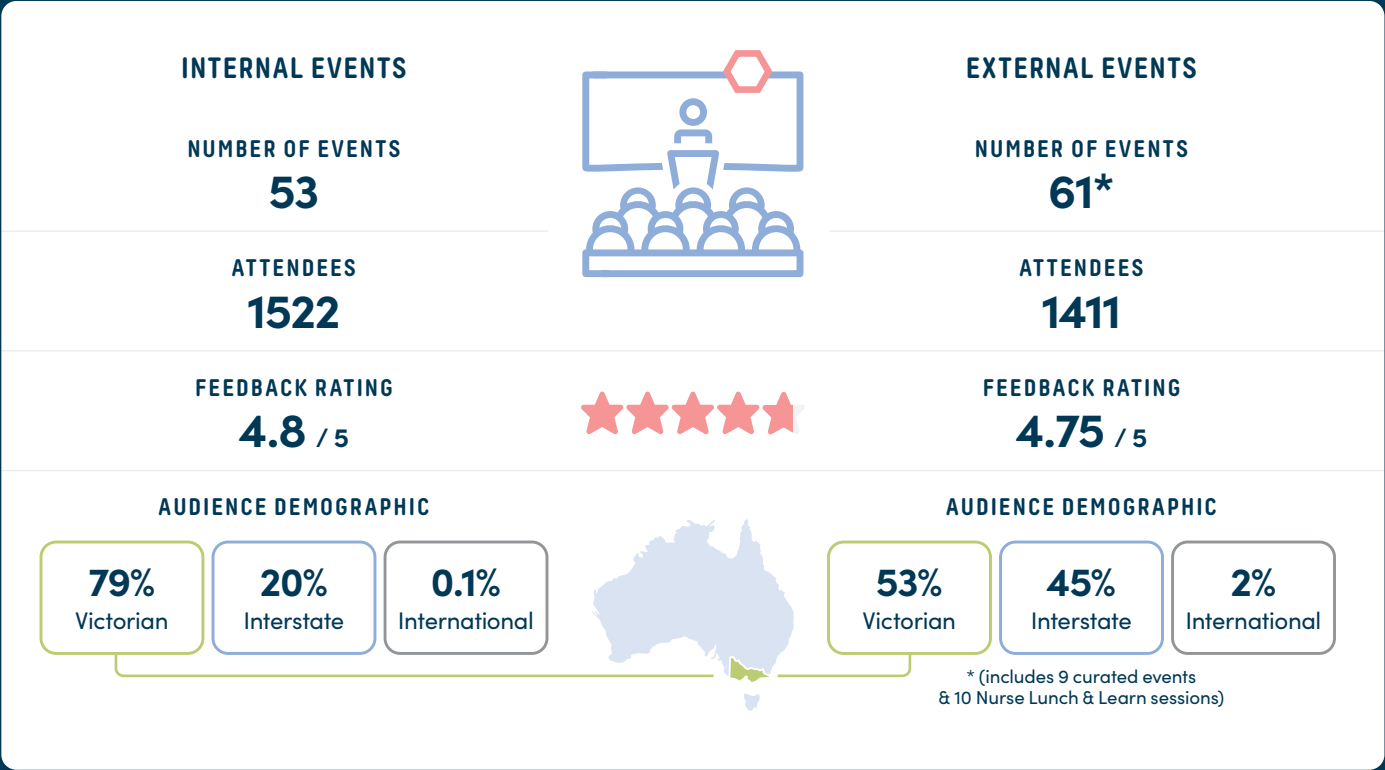 INTERNAL EVENTS
NUMBER OF EVENTS
53
ATTENDEES
1522
FEEDBACK RATING
4.8 / 5
AUDIENCE DEMOGRAPHIC
79%
Victorian
20%
Interstate
0.1%
International
EXTERNAL EVENTS
NUMBER OF EVENTS
61*
ATTENDEES
1411
FEEDBACK RATING
4.75 / 5
AUDIENCE DEMOGRAPHIC
53%
Victorian
45%
Interstate
2%
International
* (includes 9 curated events
& 10 Nurse Lunch & Learn sessions)